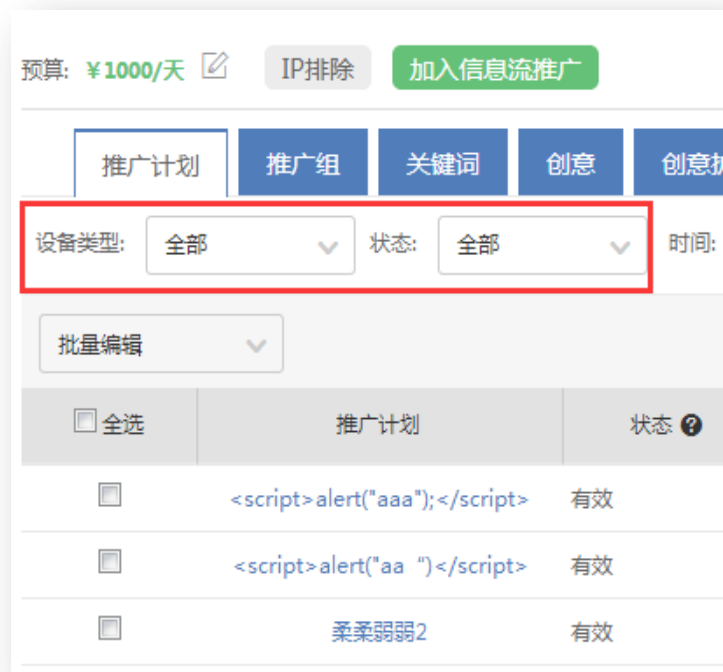 预算: ¥1000/天 IP排除 加入信息流推广
推广计划 推广组 关键词 创意 创意
设备类型: 全部 状态: 全部 时间:
批量编辑
全选 推广计划 状态 ?
<script>alert("aaa");</script> 有效
<script>alert("aa “)</script> 有效
柔柔弱弱2 有效